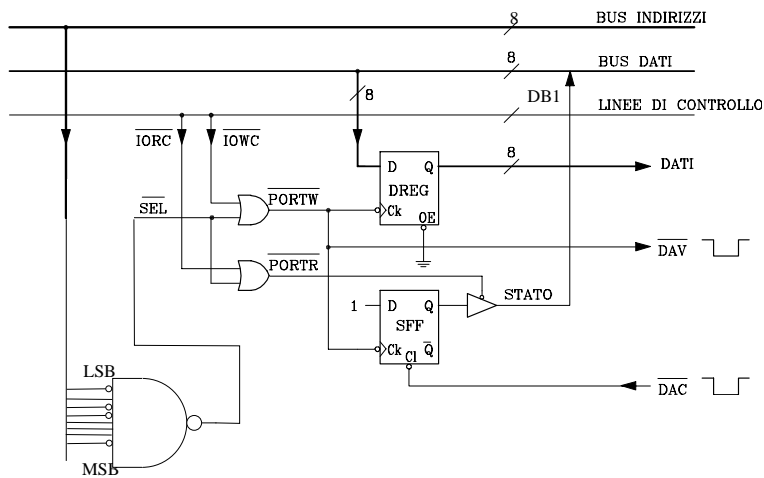 8 BUS INDIRIZZI
8 BUS DATI
DB1
8
LINEE DI CONTROLLO
IORC IOWC
D Q 8 DATI
DREG
SEL PORTW
Ck
OE
DAV
PORTR
STATO
1 D Q
SFF
Ck Q
Cl
LSB
DAC
MSB